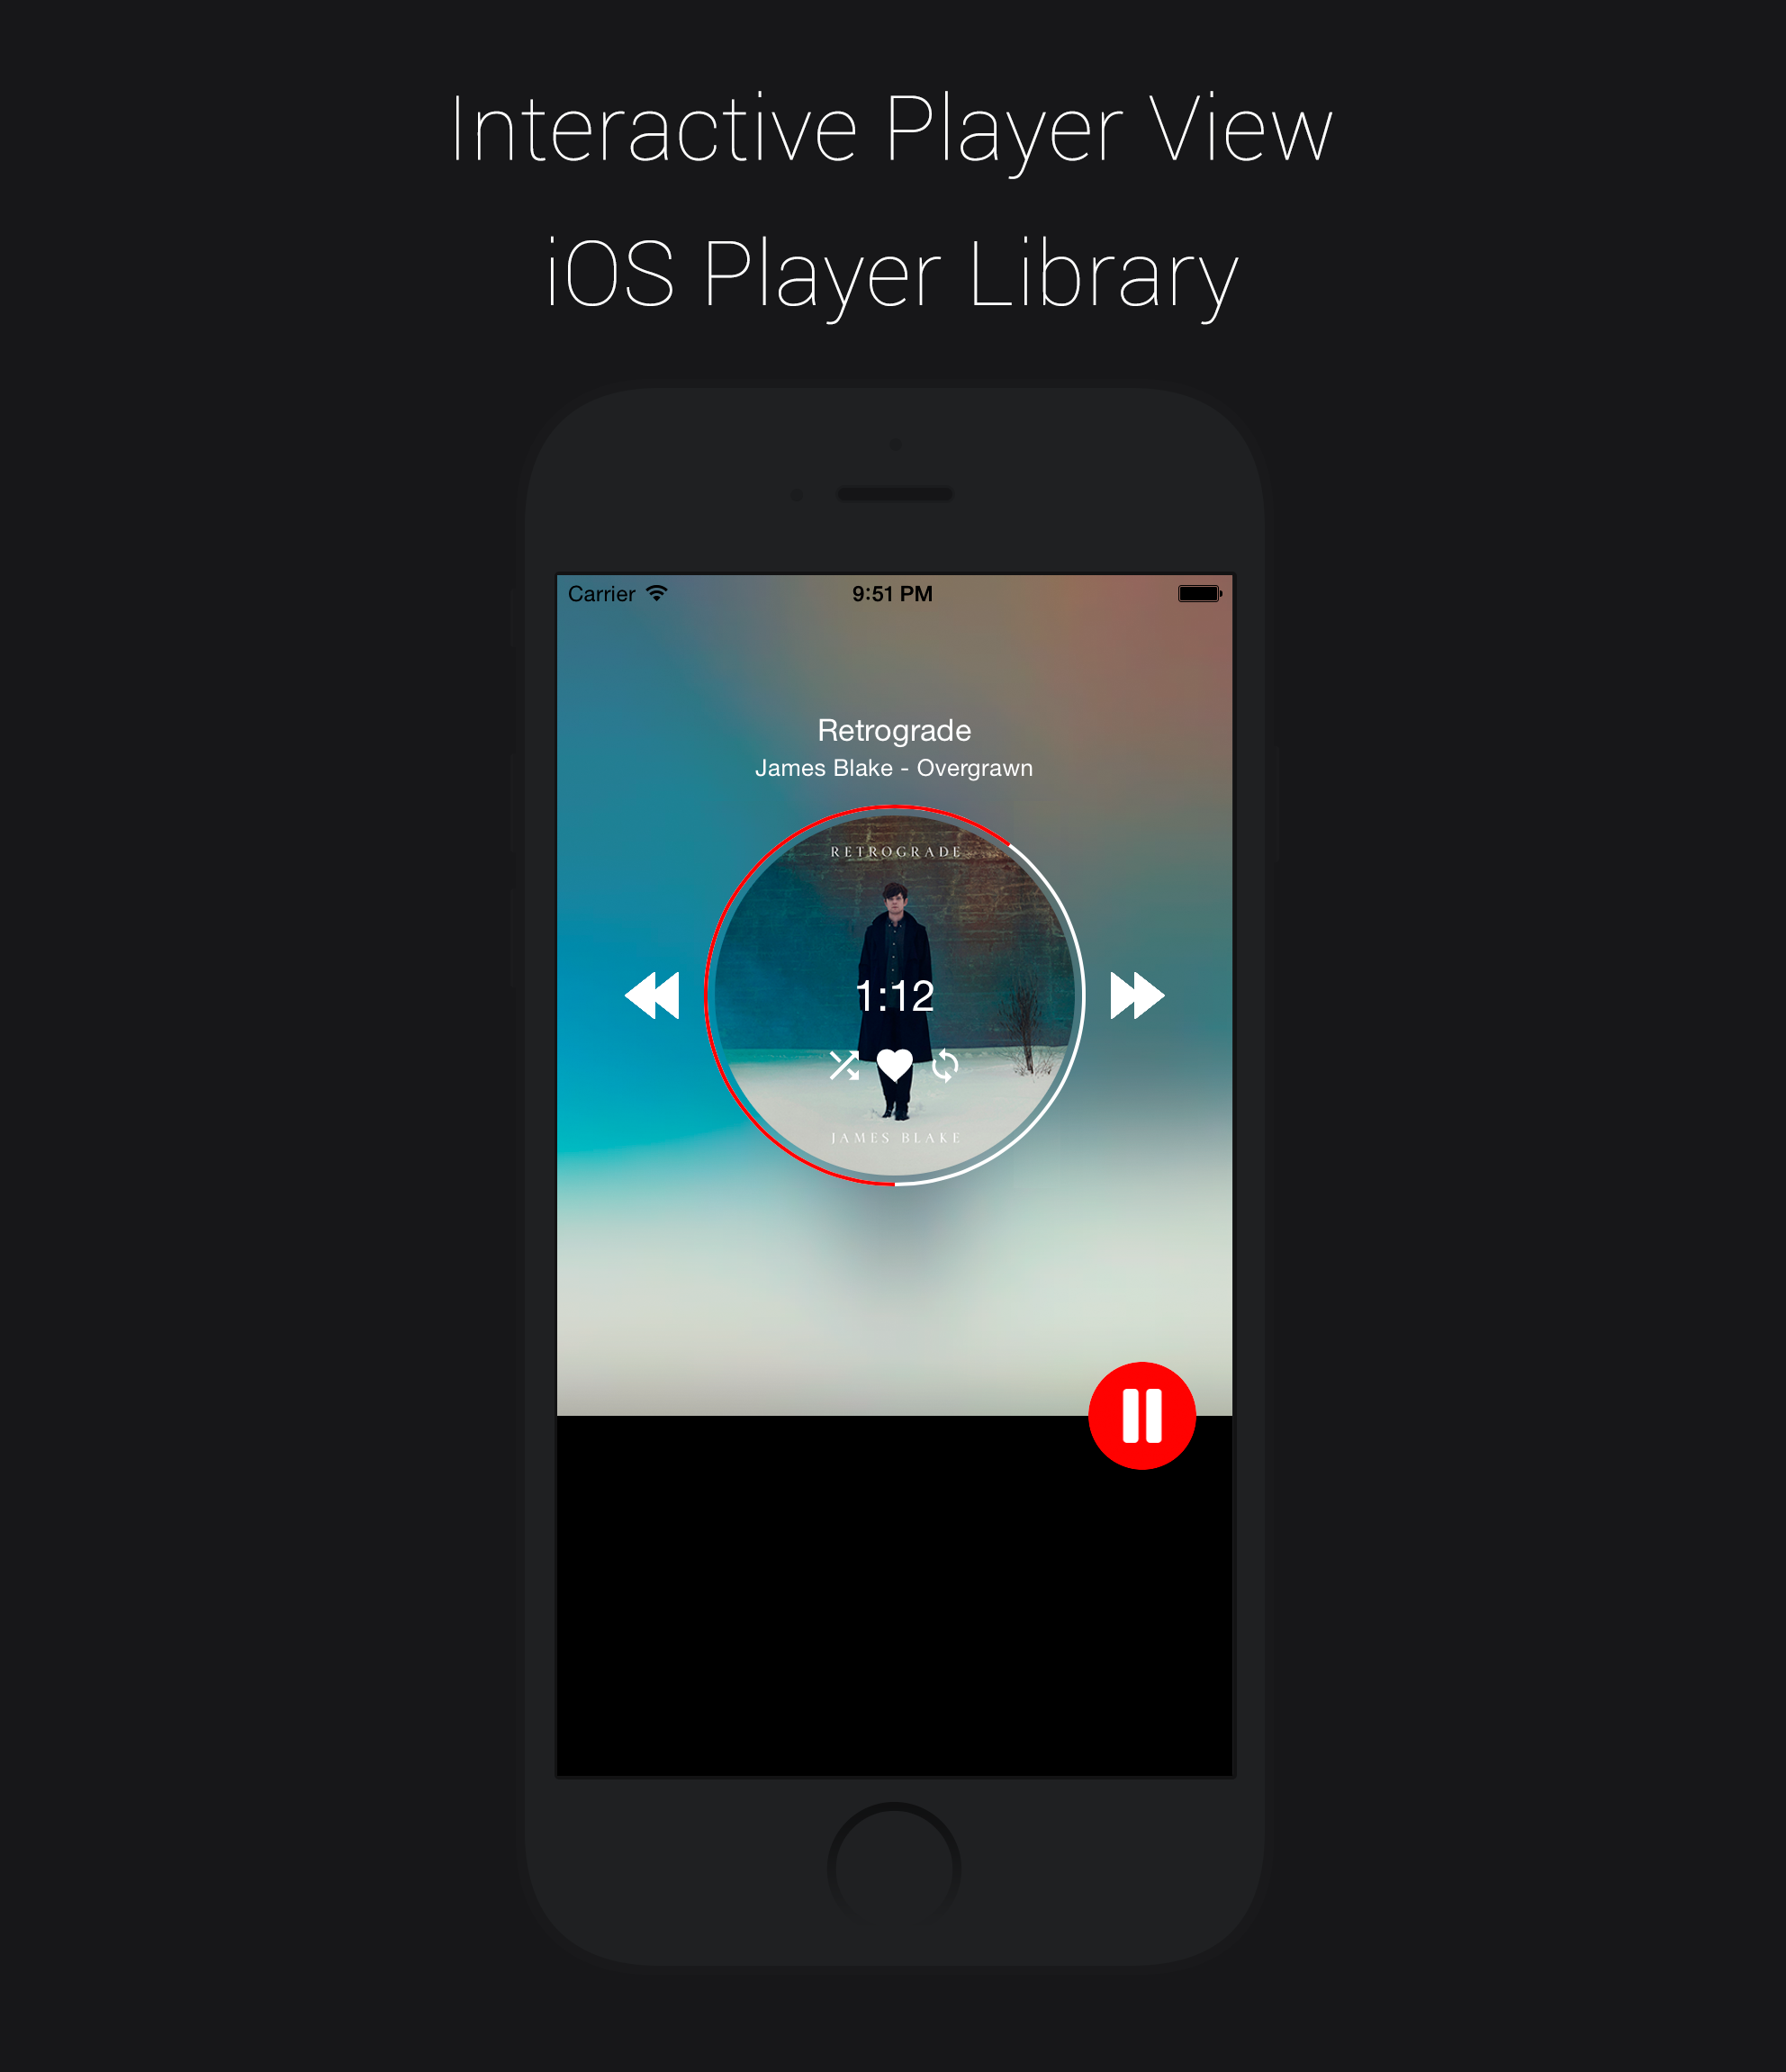 Interactive Player View
iOS Player Library
Carrier 9:51 PM
Retrograde
James Blake - Overgrawn
RETROGRADE
1:12
JAMES BLAKE